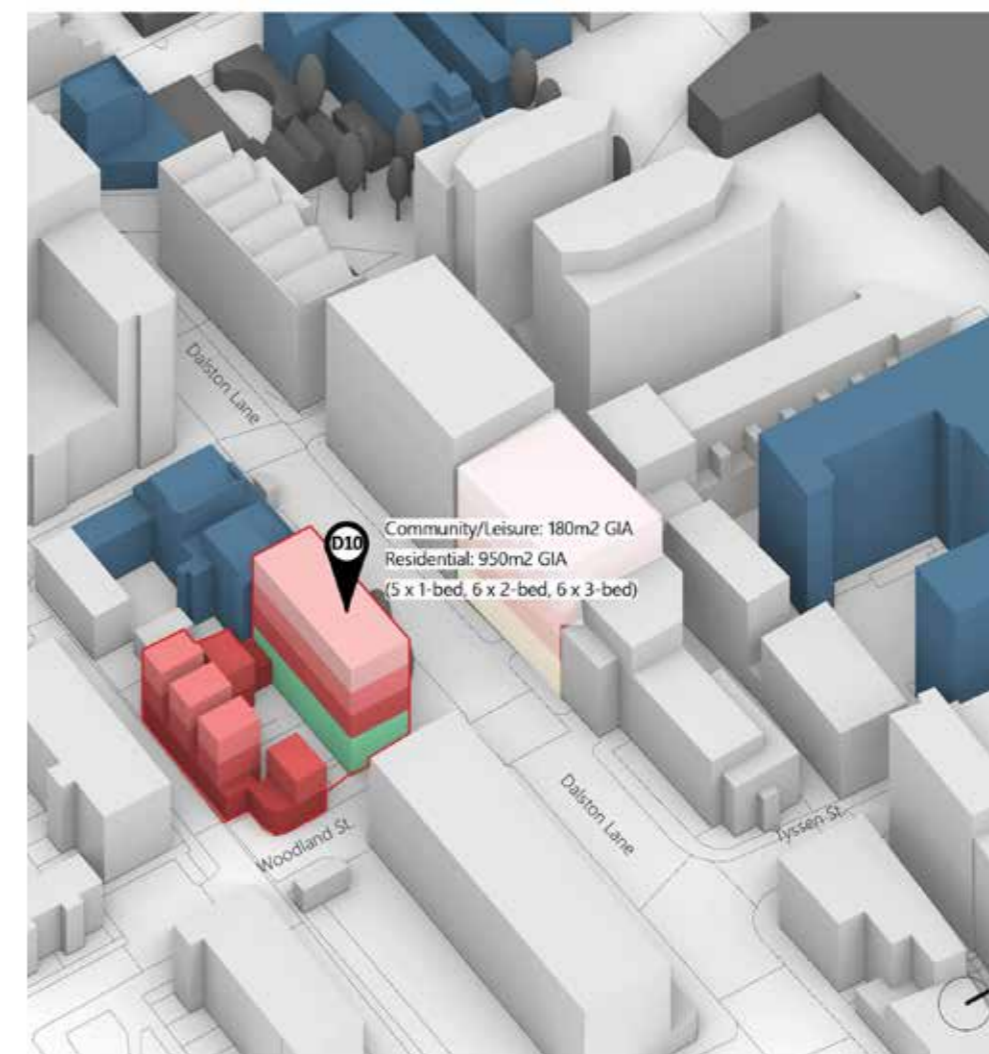 Dalston Lane
D10
Community/Leisure: 180m2 GIA
Residential: 950m2 GIA
(5 x 1-bed, 6 x 2-bed, 6 x 3-bed)
Dalston Lane
Tyssen St.
Woodland St.